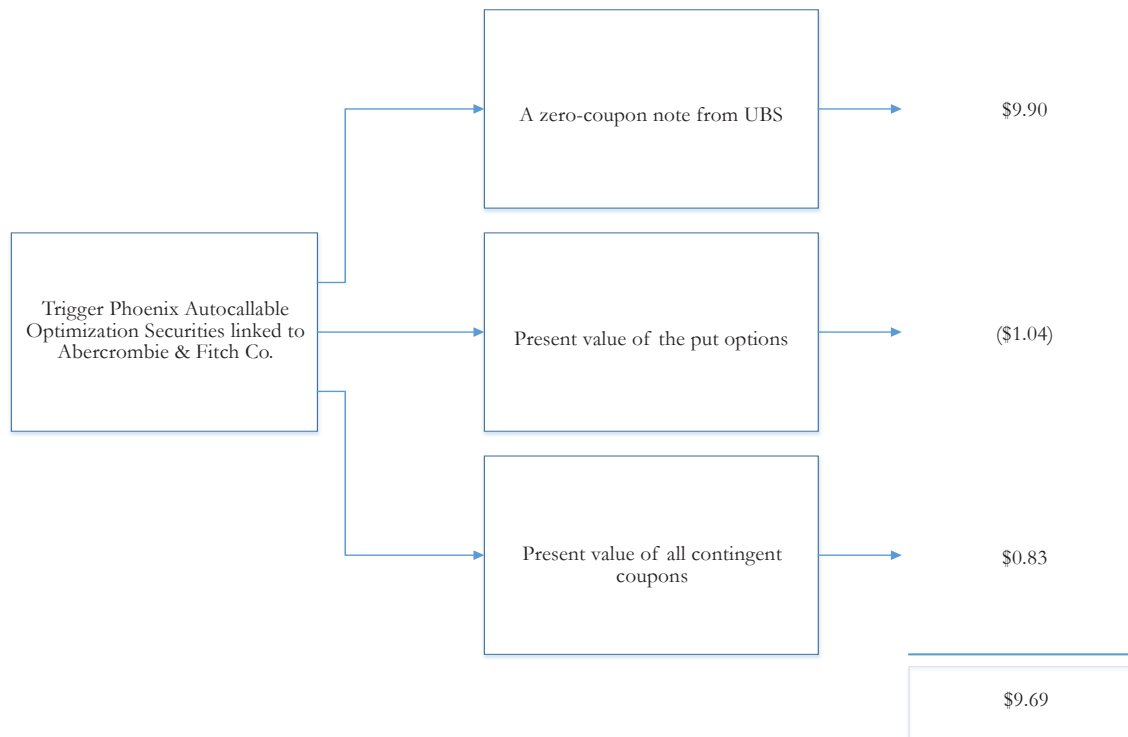 A zero-coupon note from UBS
$9.90
Trigger Phoenix Autocallable
Optimization Securities linked to
Abercrombie & Fitch Co.
Present value of the put options
($1.04)
Present value of all contingent
coupons
$0.83
$9.69